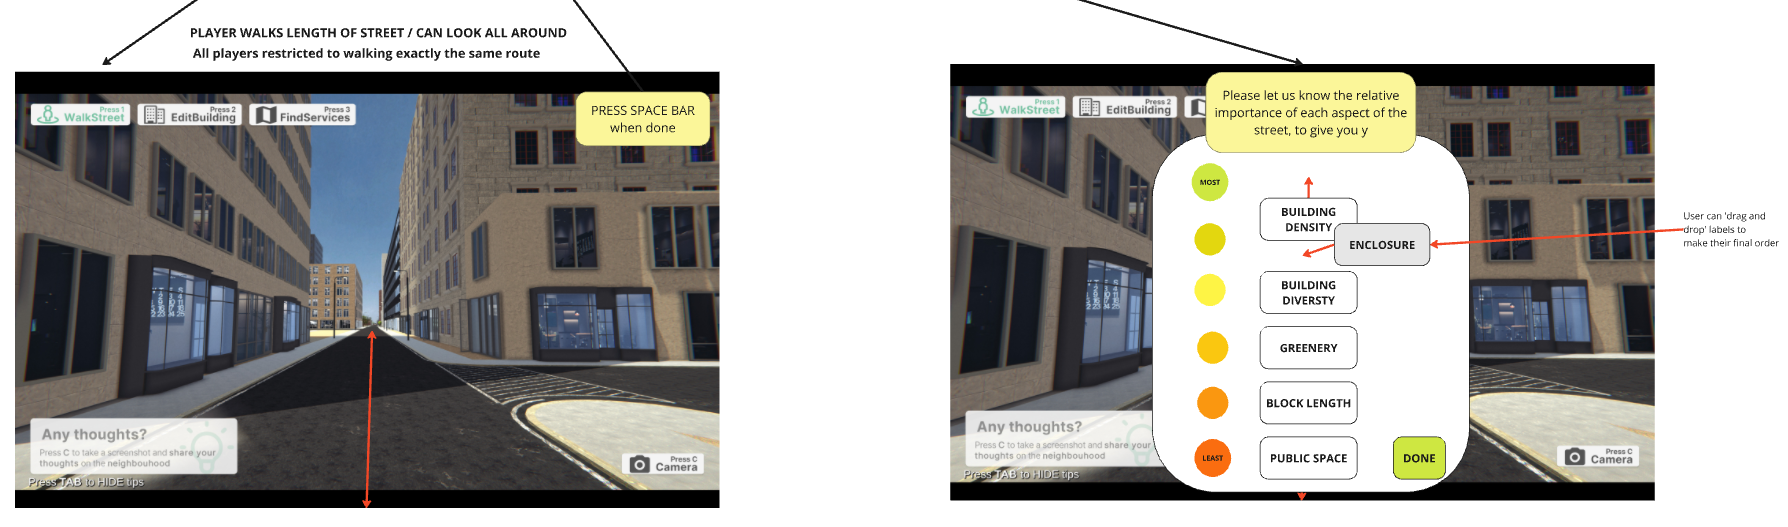 PLAYER WALKS LENGTH OF STREET / CAN LOOK ALL AROUND
All players restricted to walking exactly the same route
Press 1
WalkStreet
Press 2
EditBuilding
Press 3
FindServices
PRESS SPACE BAR
when done
Any thoughts?
Press C to take a screenshot and share your
thoughts on the neighbouhood
Press C
Camera
Press TAB to HIDE tips
Press 1
WalkStreet
Press 2
EditBuilding
Please let us know the relative
importance of each aspect of the
street, to give you y
MOST
BUILDING
DENSITY
ENCLOSURE
BUILDING
DIVERSTY
GREENERY
BLOCK LENGTH
LEAST
PUBLIC SPACE
DONE
User can 'drag and
drop' labels to
make their final order
Any thoughts?
Press C to take a screenshot and share your
thoughts on the neighbouhood
Press C
Camera
Press TAB to HIDE tips